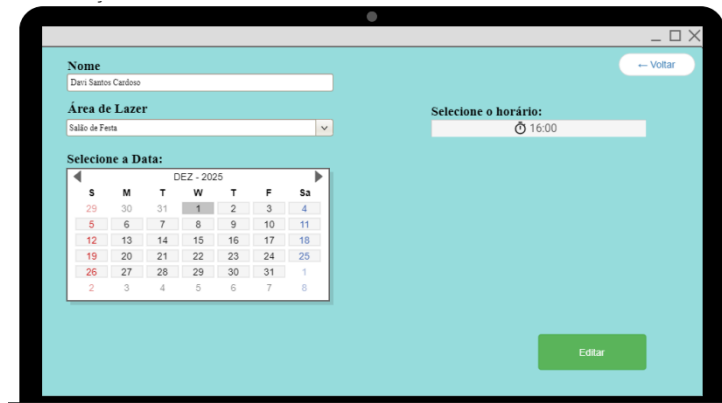 ← Voltar
Nome
Davi Santos Cardoso
Área de Lazer
Salão de Festa
Selecione o horário:
16:00
Selecione a Data:
DEZ - 2025
S M T W T F Sa
29 30 31 1 2 3 4
5 6 7 8 9 10 11
12 13 14 15 16 17 18
19 20 21 22 23 24 25
26 27 28 29 30 31 1
2 3 4 5 6 7 8
Editar